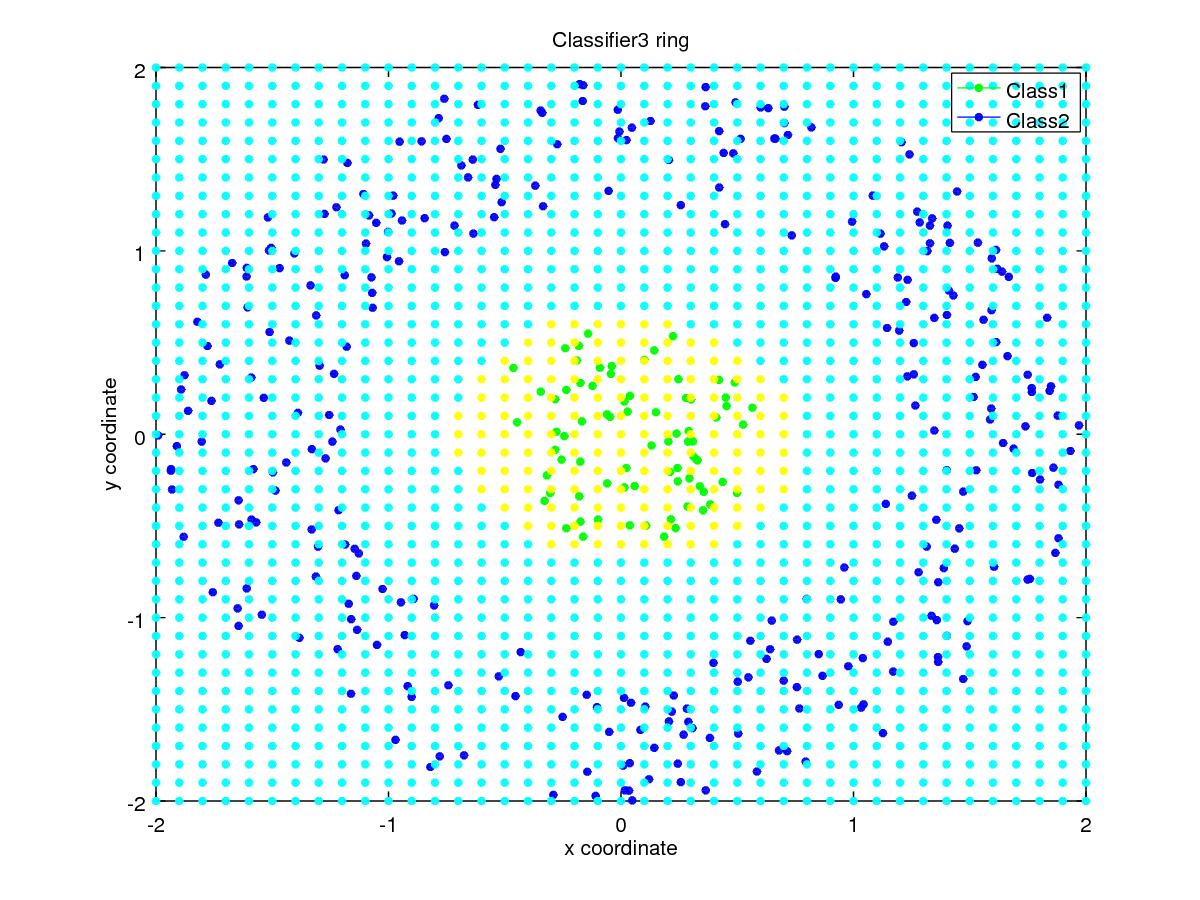 Classifier3 ring
Class1
Class2
2
1
0
-1
-2
y coordinate
-2 -1 0 1 2
x coordinate